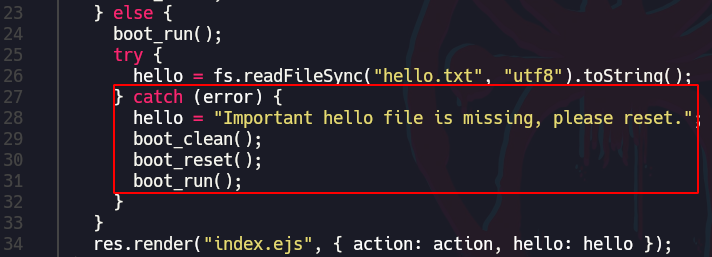 23 } else {
24 boot_run();
25 try {
26 hello = fs.readFileSync("hello.txt", "utf8").toString();
27 } catch (error) {
28 hello = "Important hello file is missing, please reset.";
29 boot_clean();
30 boot_reset();
31 boot_run();
32 }
33 }
34 res.render("index.ejs", { action: action, hello: hello });